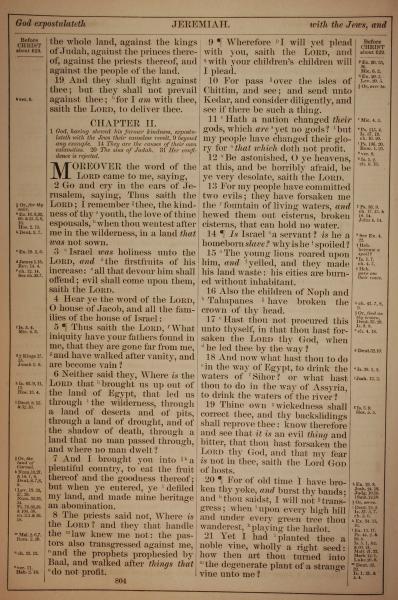 God expostulateth
JEREMIAH.
with the Jews, and
Before
CHRIST
about 629.
the whole land, against the kings
of Judah, against the princes there-
of, against the priests thereof, and
against the people of the land.
19 And they shall fight against
thee; but they shall not prevail
against thee; for I am with thee,
saith the LORD, to deliver thee.
CHAPTER II.
1 God, having shewed his former kindness, expostu-
lateth with the Jews their causeless revolt, 9 beyond
any example. 14 They are the causes of their own
calamities. 20 The sins of Judah. 31 Her confi-
dence is rejected.
MOREOVER the word of the
LORD came to me, saying,
2 Go and cry in the ears of Je-
rusalem, saying, Thus saith the
LORD; I remember thee, the kind-
ness of thy youth, the love of thine
espousals, when thou wentest after
me in the wilderness, in a land that
was not sown.
3 Israel was holiness unto the
LORD, and the firstfruits of his
increase: all that devour him shall
offend; evil shall come upon them,
saith the LORD.
4 Hear ye the word of the LORD,
O house of Jacob, and all the fami-
lies of the house of Israel:
5 ¶ Thus saith the LORD, What
iniquity have your fathers found in
me, that they are gone far from me,
and have walked after vanity, and
are become vain?
6 Neither said they, Where is the
LORD that brought us up out of
the land of Egypt, that led us
through the wilderness, through
a land of deserts and of pits,
through a land of drought, and of
the shadow of death, through a
land that no man passed through,
and where no man dwelt?
7 And I brought you into a
plentiful country, to eat the fruit
thereof and the goodness thereof;
but when ye entered, ye defiled
my land, and made mine heritage
an abomination.
8 The priests said not, Where is
the LORD? and they that handle
the law knew me not: the pas-
tors also transgressed against me,
and the prophets prophesied by
Baal, and walked after things that
do not profit.
804
9 ¶ Wherefore I will yet plead
with you, saith the LORD, and
with your children's children will
I plead.
10 For pass over the isles of
Chittim, and see; and send unto
Kedar, and consider diligently, and
see if there be such a thing.
11 Hath a nation changed their
gods, which are yet no gods? but
my people have changed their glo-
ry for that which doth not profit.
12 Be astonished, O ye heavens,
at this, and be horribly afraid, be
ye very desolate, saith the LORD.
13 For my people have committed
two evils; they have forsaken me
the fountain of living waters, and
hewed them out cisterns, broken
cisterns, that can hold no water.
14 ¶ Is Israel a servant? is he a
homeborn slave? why is he spoiled?
15 The young lions roared upon
him, and yelled, and they made
his land waste: his cities are burn-
ed without inhabitant.
16 Also the children of Noph and
Tahapanes have broken the
crown of thy head.
17 Hast thou not procured this
unto thyself, in that thou hast for-
saken the LORD thy God, when
he led thee by the way?
18 And now what hast thou to do
in the way of Egypt, to drink the
waters of Sihor? or what hast
thou to do in the way of Assyria,
to drink the waters of the river?
19 Thine own wickedness shall
correct thee, and thy backslidings
shall reprove thee: know therefore
and see that it is an evil thing and
bitter, that thou hast forsaken the
LORD thy God, and that my fear
is not in thee, saith the Lord GOD
of hosts.
20 ¶ For of old time I have bro-
ken thy yoke, and burst thy bands;
and thou saidst, I will not trans-
gress; when upon every high hill
and under every green tree thou
wanderest, playing the harlot.
21 Yet I had planted thee a
noble vine, wholly a right seed:
how then art thou turned into
the degenerate plant of a strange
vine unto me?
Before
CHRIST
about 629.